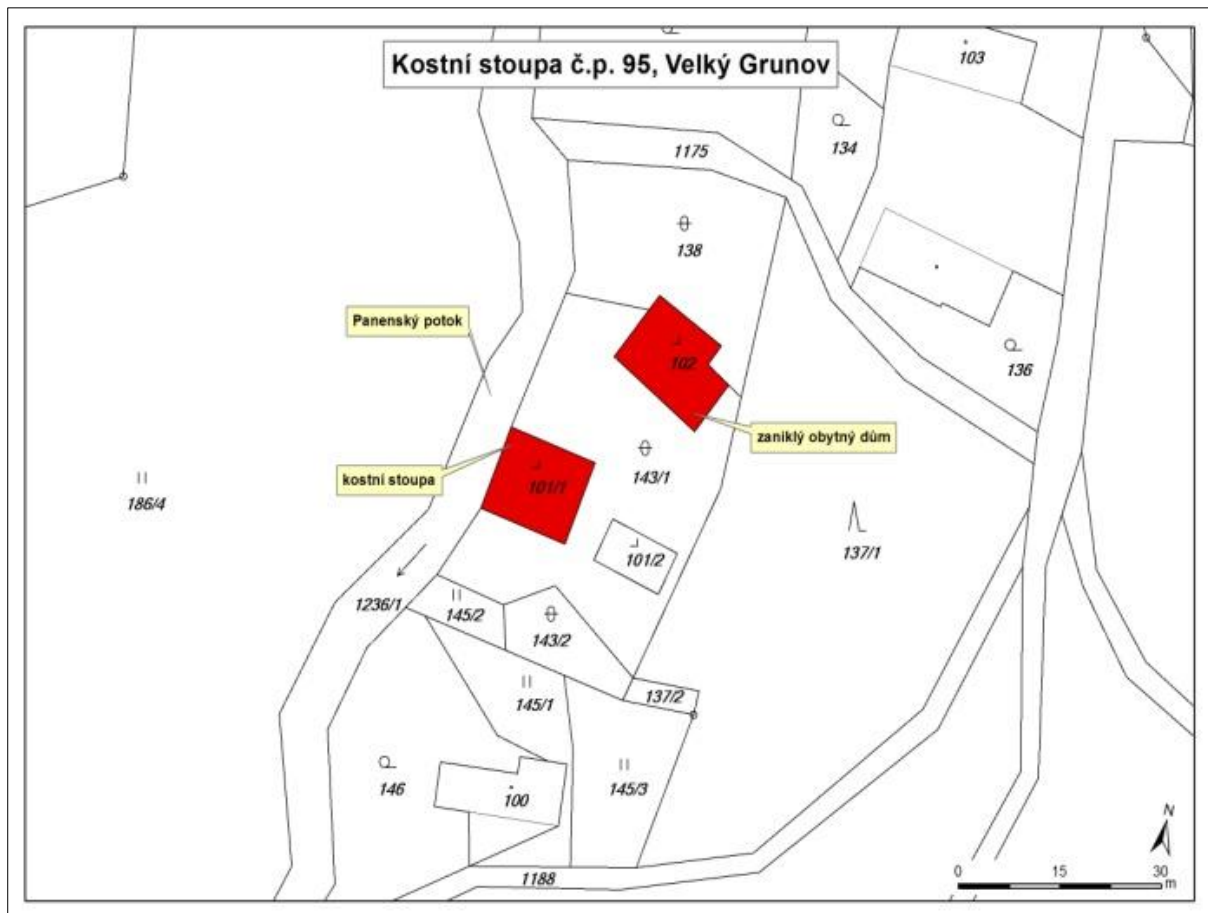 Kostní stoupa č.p. 95, Velký Grunov
103
134
1175
138
Panenský potok
102
136
zaniklý obytný dům
143/1
kostní stoupa
101/1
186/4
137/1
101/2
1236/1
145/2
143/2
137/2
145/1
146
100
145/3
N
0 15 30
m
1188